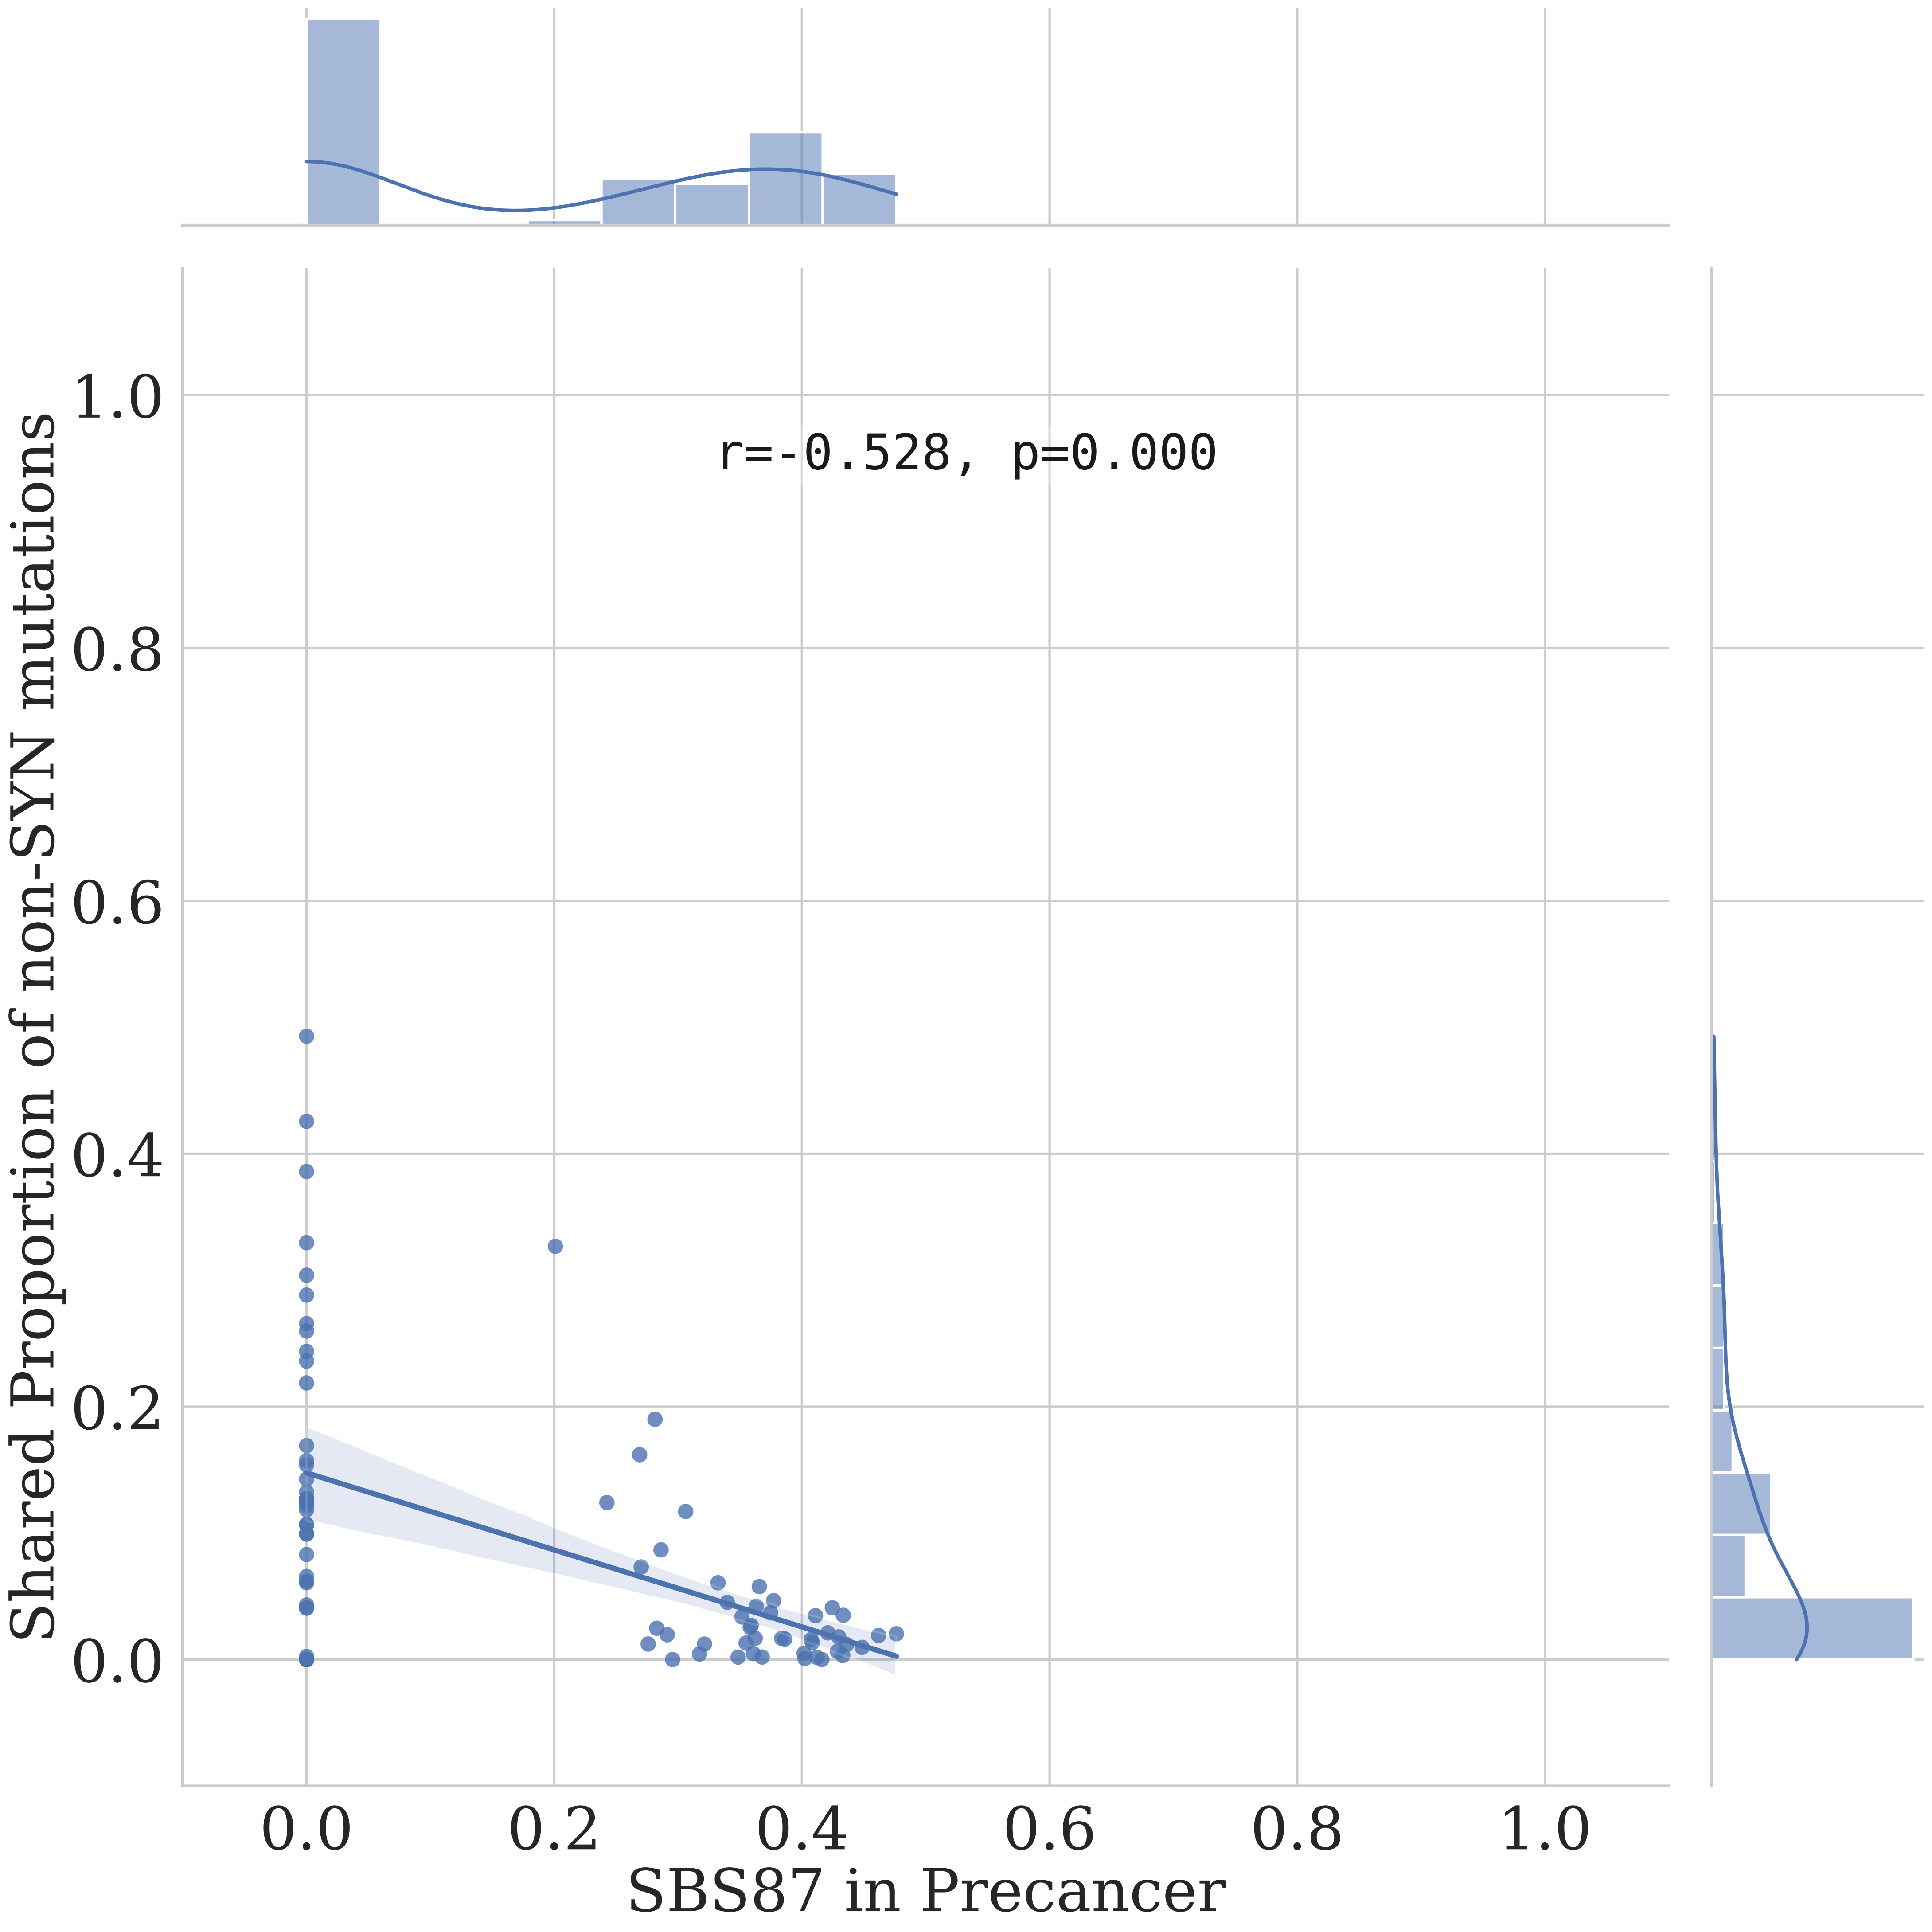 r=-0.528, p=0.000
Shared Proportion of non-SYN mutations
1.0
0.8
0.6
0.4
0.2
0.0
0.0 0.2 0.4 0.6 0.8 1.0
SBS87 in Precancer